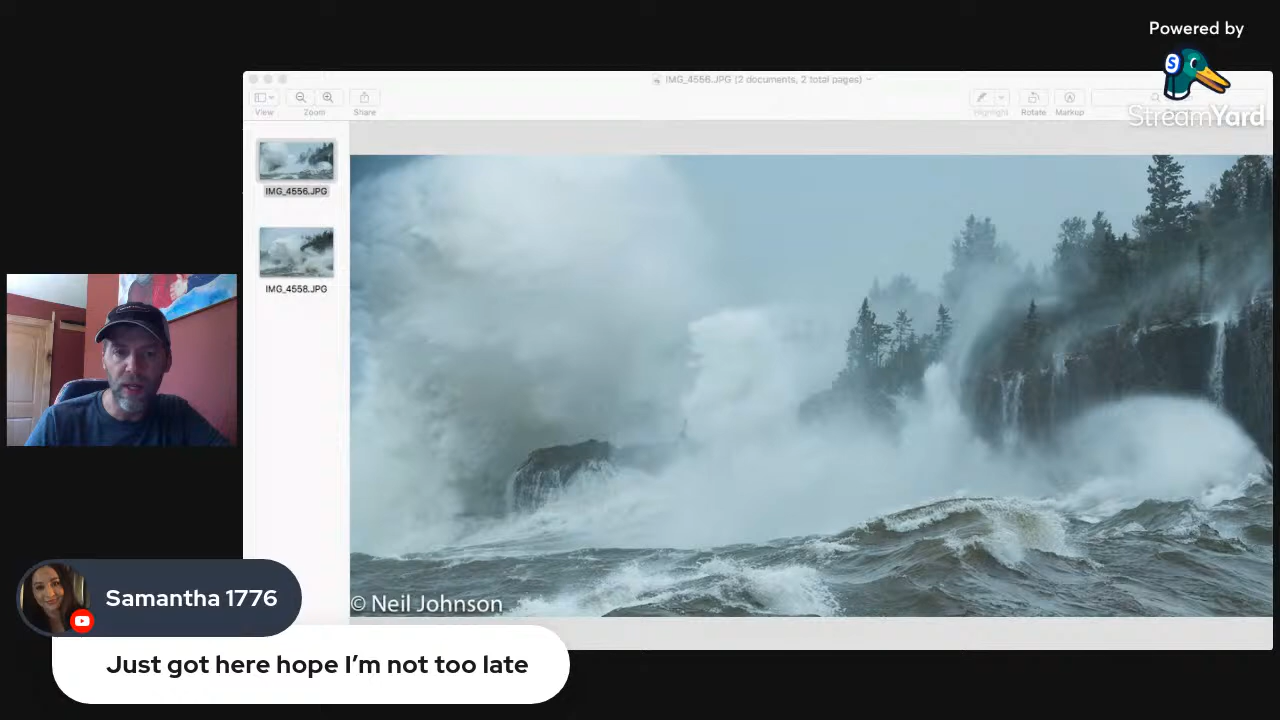 Powered by
StreamYard
IMG_4556.JPG (2 documents, 2 total pages)
View
Zoom
Share
Highlight
Rotate
Markup
IMG_4556.JPG
IMG_4558.JPG
© Neil Johnson
Samantha 1776
Just got here hope I’m not too late